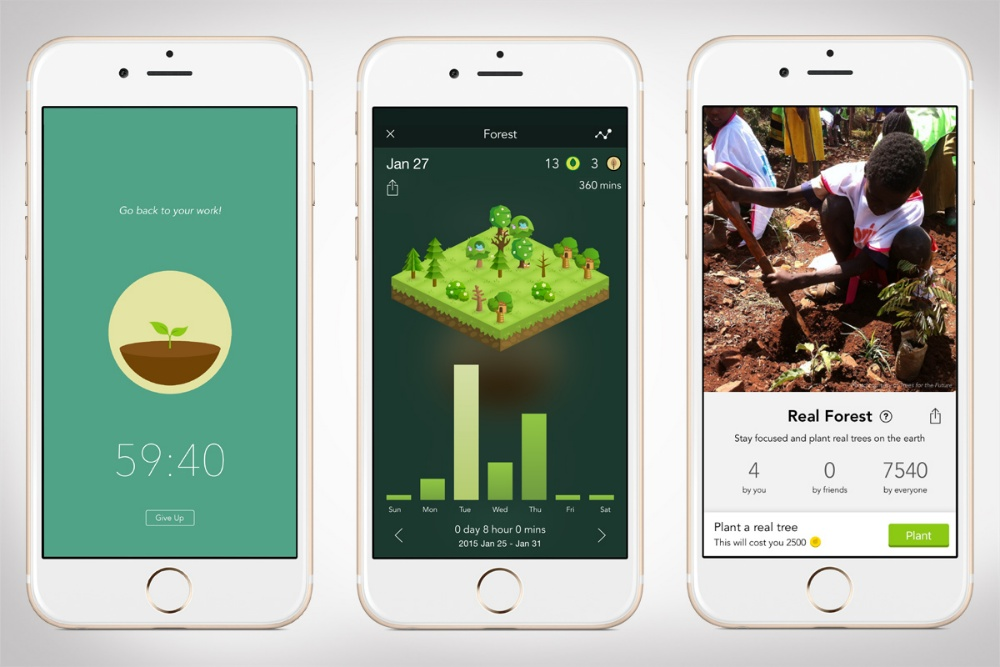 Go back to your work!
59:40
Give Up
Forest
Jan 27
13
3
360 mins
Sun Mon Tue Wed Thu Fri Sat
0 day 8 hour 0 mins
2015 Jan 25 - Jan 31
Trees for the Future
Real Forest ?
Stay focused and plant real trees on the earth
4 0 7540
by you by friends by everyone
Plant a real tree
This will cost you 2500
Plant